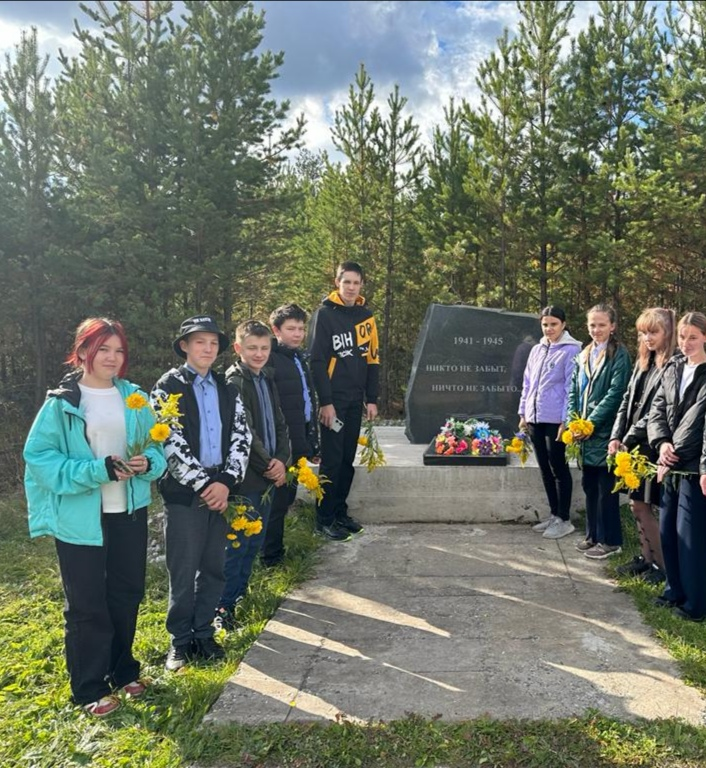 1941 - 1945
НИКТО НЕ ЗАБЫТ,
НИЧТО НЕ ЗАБЫТО.